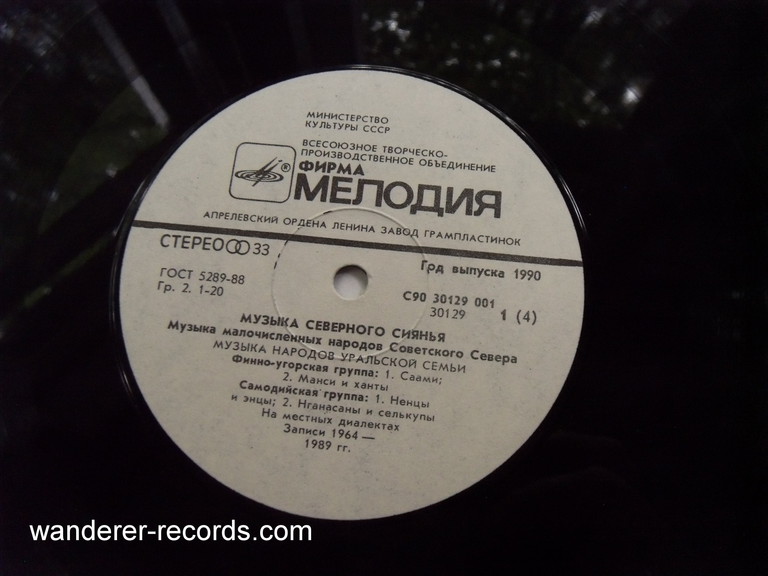 МИНИСТЕРСТВО
КУЛЬТУРЫ СССР
ВСЕСОЮЗНОЕ ТВОРЧЕСКО-
ПРОИЗВОДСТВЕННОЕ ОБЪЕДИНЕНИЕ
® ФИРМА
МЕЛОДИЯ
АПРЕЛЕВСКИЙ ОРДЕНА ЛЕНИНА ЗАВОД ГРАМПЛАСТИНОК
СТЕРЕО 33
Год выпуска 1990
ГОСТ 5289-88
Гр. 2. 1-20
С90 30129 001
30129 1 (4)
МУЗЫКА СЕВЕРНОГО СИЯНЬЯ
Музыка малочисленных народов Советского Севера
МУЗЫКА НАРОДОВ УРАЛЬСКОЙ СЕМЬИ
Финно-угорская группа: 1. Саами;
2. Манси и ханты
Самодийская группа: 1. Ненцы
и энцы; 2. Нганасаны и селькупы
На местных диалектах
Записи 1964 —
1989 гг.
wanderer-records.com